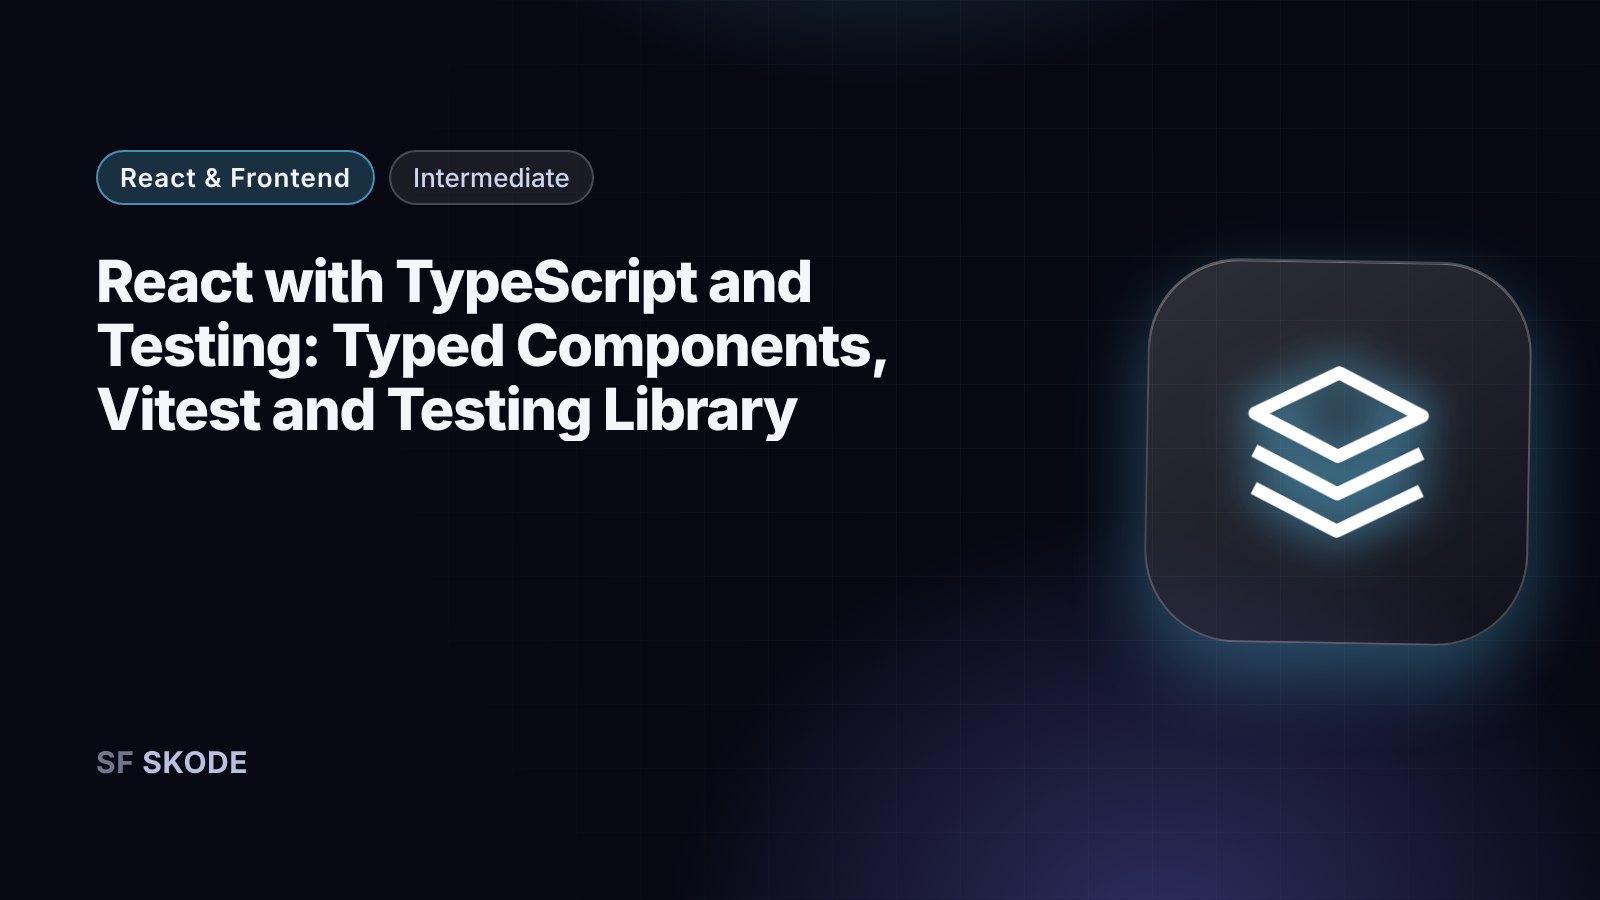 React & Frontend
Intermediate
React with TypeScript and
Testing: Typed Components,
Vitest and Testing Library
SF SKODE